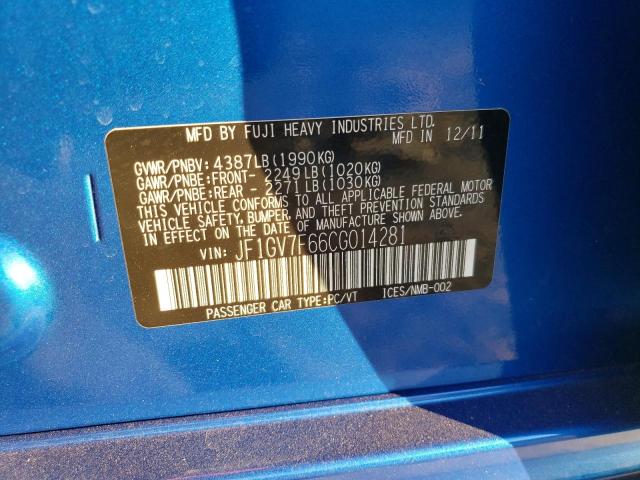 MFD BY FUJI HEAVY INDUSTRIES LTD.
MFD IN 12/11
GVWR/PNBV: 4387LB(1990KG)
GAWR/PNBE:FRONT- 2249LB(1020KG)
GAWR/PNBE:REAR - 2271LB(1030KG)
THIS VEHICLE CONFORMS TO ALL APPLICABLE FEDERAL MOTOR
VEHICLE SAFETY, BUMPER, AND THEFT PREVENTION STANDARDS
IN EFFECT ON THE DATE OF MANUFACTURE SHOWN ABOVE.
VIN: JF1GV7F66CG014281
PASSENGER CAR TYPE:PC/VT ICES/NMB-002